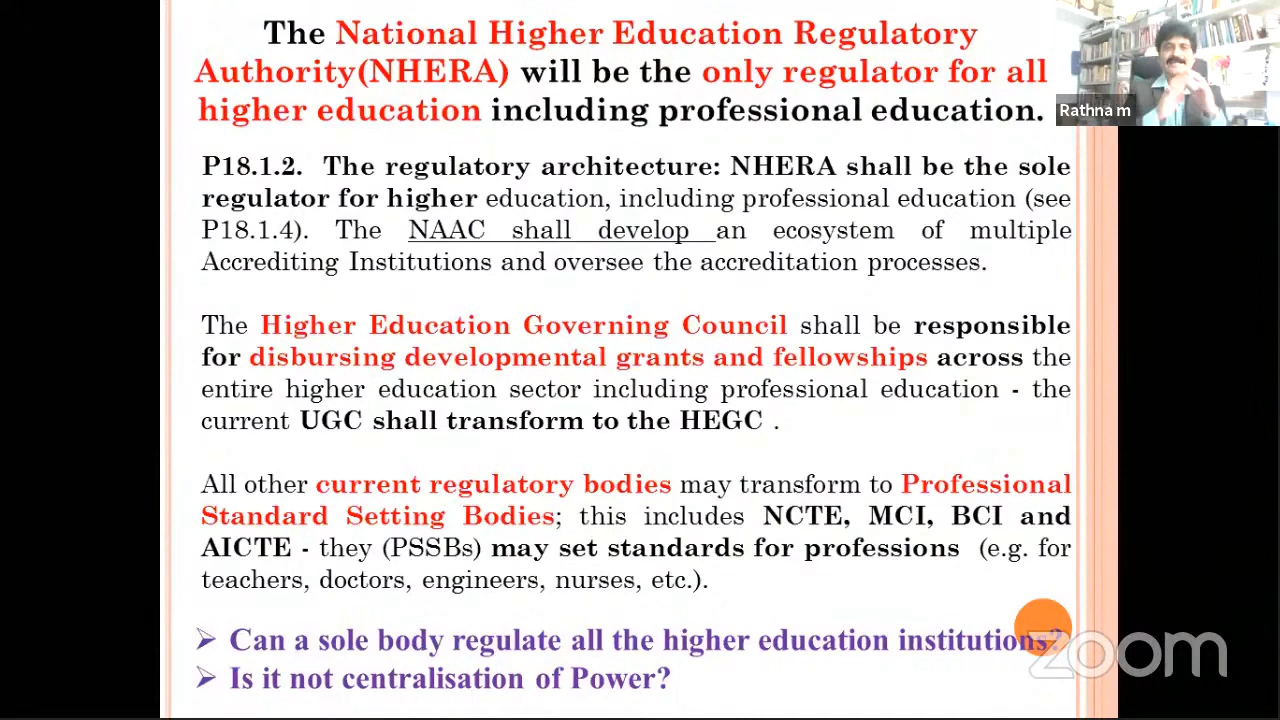 The National Higher Education Regulatory
Authority(NHERA) will be the only regulator for all
higher education including professional education.
Rathna m
P18.1.2. The regulatory architecture: NHERA shall be the sole
regulator for higher education, including professional education (see
P18.1.4). The NAAC shall develop an ecosystem of multiple
Accrediting Institutions and oversee the accreditation processes.
The Higher Education Governing Council shall be responsible
for disbursing developmental grants and fellowships across the
entire higher education sector including professional education - the
current UGC shall transform to the HEGC .
All other current regulatory bodies may transform to Professional
Standard Setting Bodies; this includes NCTE, MCI, BCI and
AICTE - they (PSSBs) may set standards for professions (e.g. for
teachers, doctors, engineers, nurses, etc.).
➢ Can a sole body regulate all the higher education institutions?
➢ Is it not centralisation of Power?
zoom